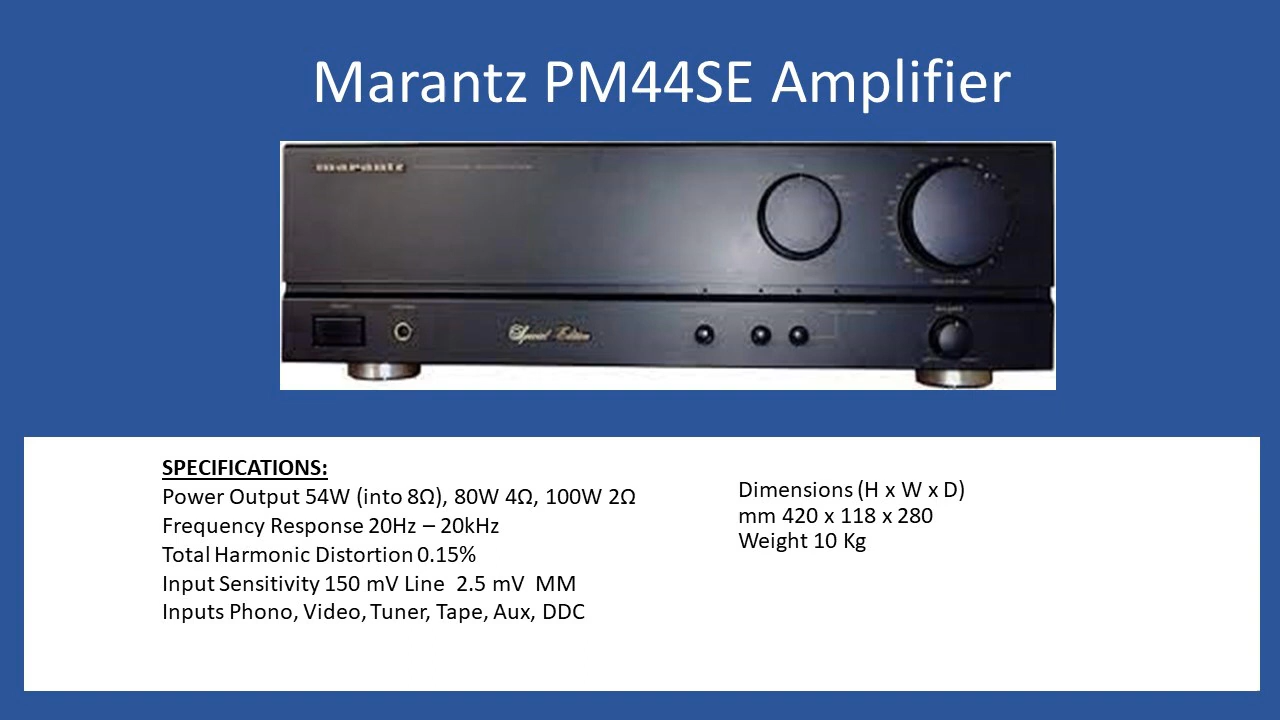 Marantz PM44SE Amplifier
marantz
Special Edition
SPECIFICATIONS:
Power Output 54W (into 8Ω), 80W 4Ω, 100W 2Ω
Frequency Response 20Hz – 20kHz
Total Harmonic Distortion 0.15%
Input Sensitivity 150 mV Line  2.5 mV  MM
Inputs Phono, Video, Tuner, Tape, Aux, DDC
Dimensions (H x W x D)
mm 420 x 118 x 280
Weight 10 Kg